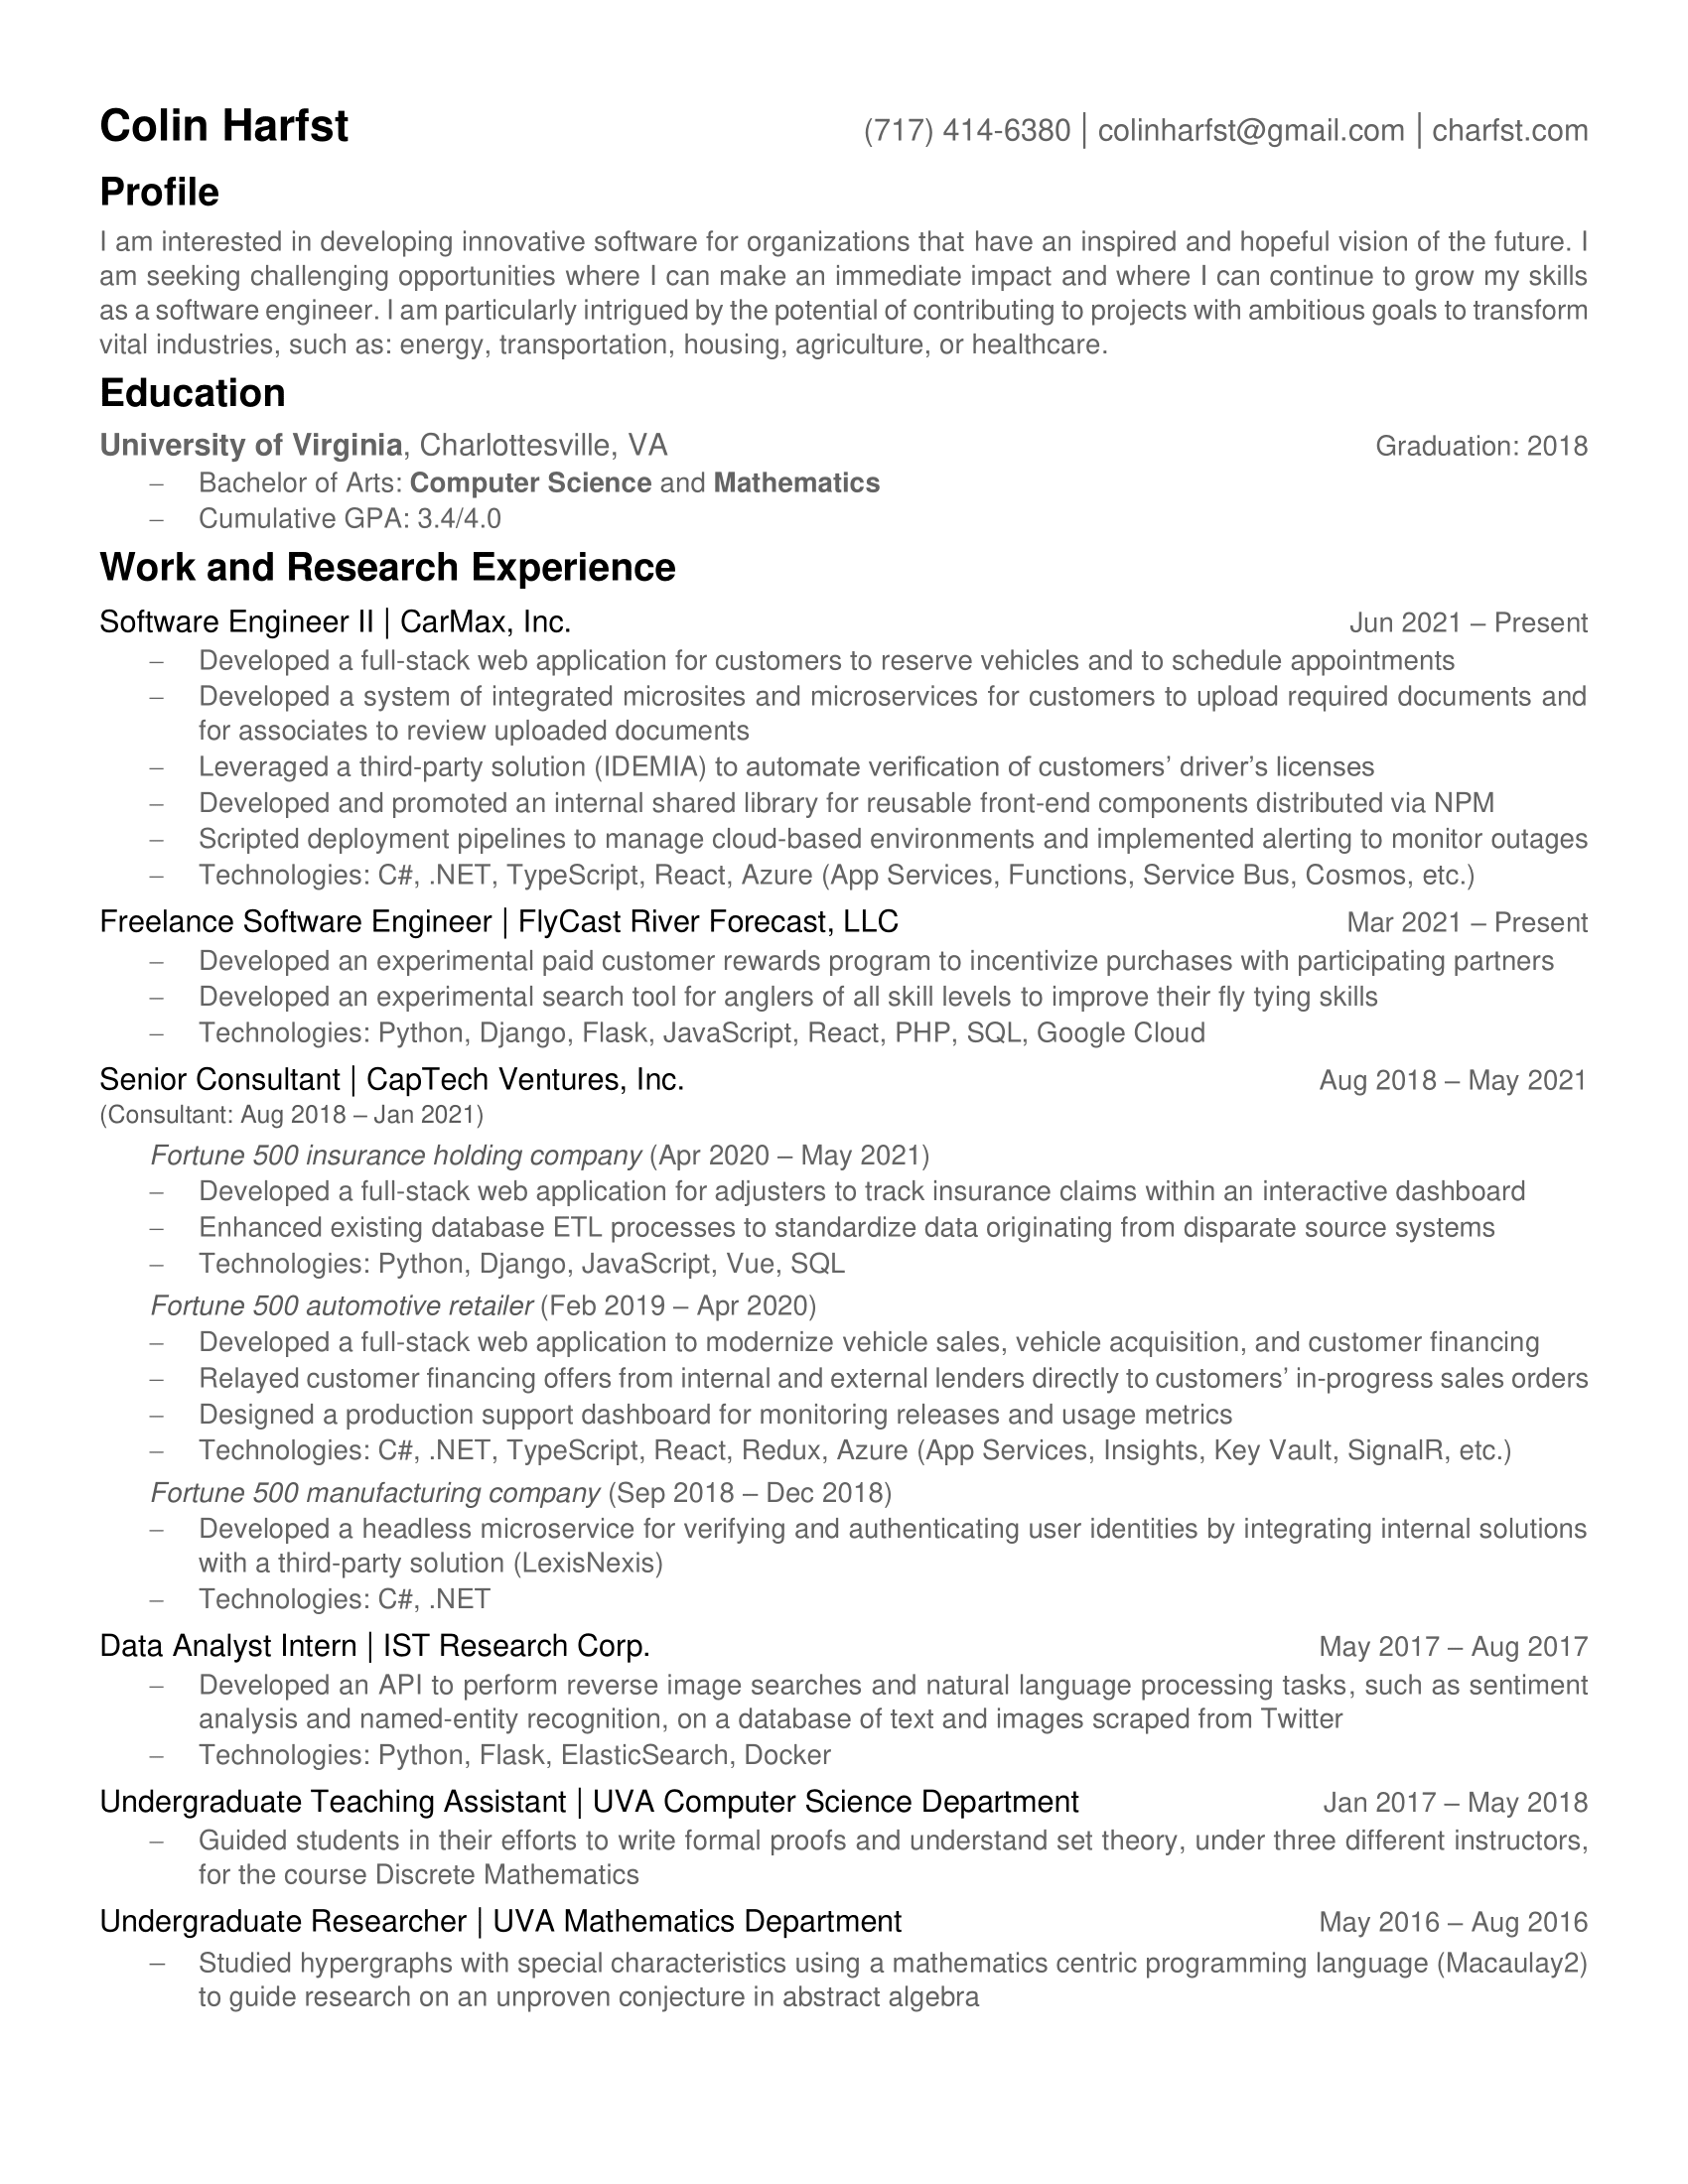 Colin Harfst (717) 414-6380 | colinharfst@gmail.com | charfst.com
Profile
I am interested in developing innovative software for organizations that have an inspired and hopeful vision of the future. I
am seeking challenging opportunities where I can make an immediate impact and where I can continue to grow my skills
as a software engineer. I am particularly intrigued by the potential of contributing to projects with ambitious goals to transform
vital industries, such as: energy, transportation, housing, agriculture, or healthcare.
Education
University of Virginia, Charlottesville, VA Graduation: 2018
– Bachelor of Arts: Computer Science and Mathematics
– Cumulative GPA: 3.4/4.0
Work and Research Experience
Software Engineer II | CarMax, Inc. Jun 2021 – Present
– Developed a full-stack web application for customers to reserve vehicles and to schedule appointments
– Developed a system of integrated microsites and microservices for customers to upload required documents and
for associates to review uploaded documents
– Leveraged a third-party solution (IDEMIA) to automate verification of customers’ driver’s licenses
– Developed and promoted an internal shared library for reusable front-end components distributed via NPM
– Scripted deployment pipelines to manage cloud-based environments and implemented alerting to monitor outages
– Technologies: C#, .NET, TypeScript, React, Azure (App Services, Functions, Service Bus, Cosmos, etc.)
Freelance Software Engineer | FlyCast River Forecast, LLC Mar 2021 – Present
– Developed an experimental paid customer rewards program to incentivize purchases with participating partners
– Developed an experimental search tool for anglers of all skill levels to improve their fly tying skills
– Technologies: Python, Django, Flask, JavaScript, React, PHP, SQL, Google Cloud
Senior Consultant | CapTech Ventures, Inc. Aug 2018 – May 2021
(Consultant: Aug 2018 – Jan 2021)
Fortune 500 insurance holding company (Apr 2020 – May 2021)
– Developed a full-stack web application for adjusters to track insurance claims within an interactive dashboard
– Enhanced existing database ETL processes to standardize data originating from disparate source systems
– Technologies: Python, Django, JavaScript, Vue, SQL
Fortune 500 automotive retailer (Feb 2019 – Apr 2020)
– Developed a full-stack web application to modernize vehicle sales, vehicle acquisition, and customer financing
– Relayed customer financing offers from internal and external lenders directly to customers’ in-progress sales orders
– Designed a production support dashboard for monitoring releases and usage metrics
– Technologies: C#, .NET, TypeScript, React, Redux, Azure (App Services, Insights, Key Vault, SignalR, etc.)
Fortune 500 manufacturing company (Sep 2018 – Dec 2018)
– Developed a headless microservice for verifying and authenticating user identities by integrating internal solutions
with a third-party solution (LexisNexis)
– Technologies: C#, .NET
Data Analyst Intern | IST Research Corp. May 2017 – Aug 2017
– Developed an API to perform reverse image searches and natural language processing tasks, such as sentiment
analysis and named-entity recognition, on a database of text and images scraped from Twitter
– Technologies: Python, Flask, ElasticSearch, Docker
Undergraduate Teaching Assistant | UVA Computer Science Department Jan 2017 – May 2018
– Guided students in their efforts to write formal proofs and understand set theory, under three different instructors,
for the course Discrete Mathematics
Undergraduate Researcher | UVA Mathematics Department May 2016 – Aug 2016
– Studied hypergraphs with special characteristics using a mathematics centric programming language (Macaulay2)
to guide research on an unproven conjecture in abstract algebra